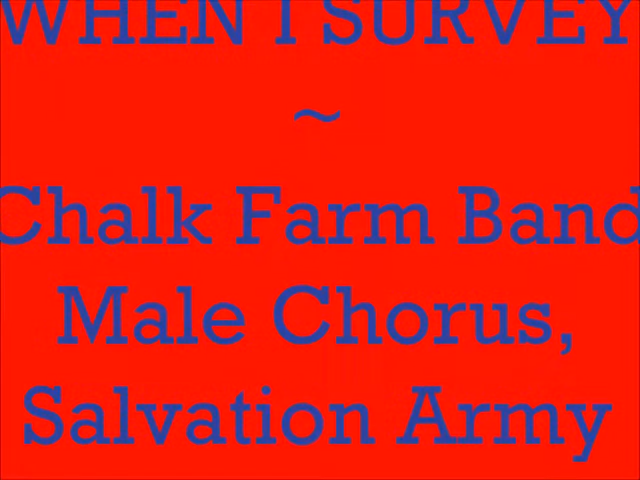 WHEN I SURVEY
~
Chalk Farm Band
Male Chorus,
Salvation Army